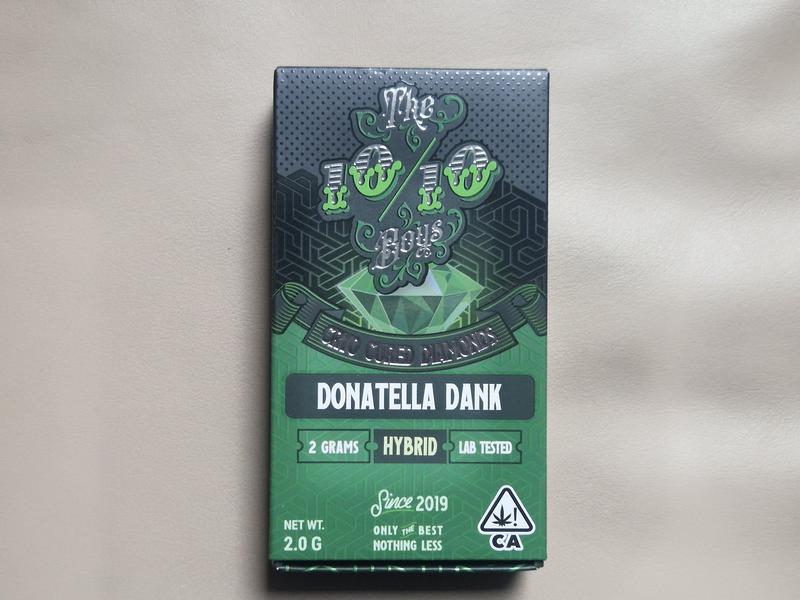 The
10/10
Boys
CRYO CURED DIAMONDS
DONATELLA DANK
2 GRAMS HYBRID LAB TESTED
Since 2019
NET WT. ONLY THE BEST
2.0 G NOTHING LESS
!
CA